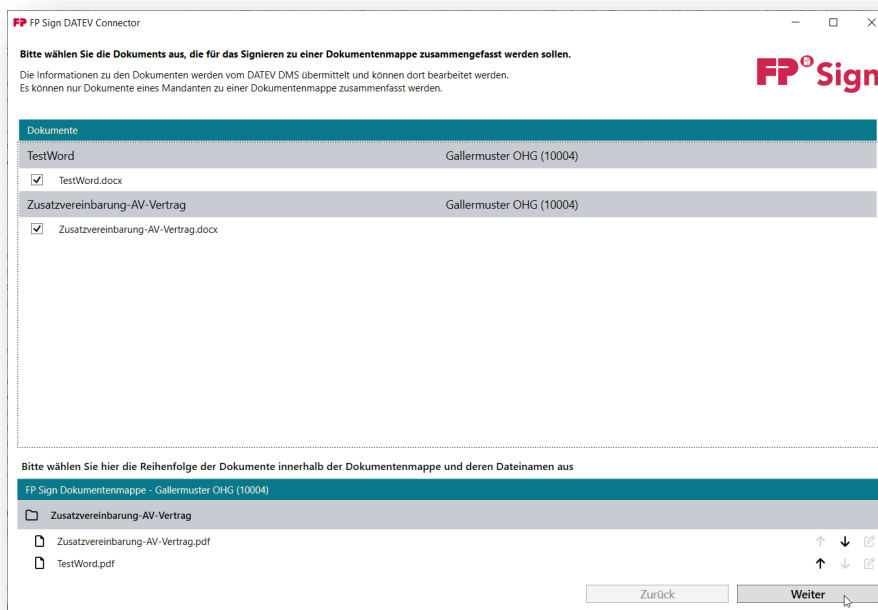 FP FP Sign DATEV Connector
Bitte wählen Sie die Dokuments aus, die für das Signieren zu einer Dokumentenmappe zusammengefasst werden sollen.
Die Informationen zu den Dokumenten werden vom DATEV DMS übermittelt und können dort bearbeitet werden.
Es können nur Dokumente eines Mandanten zu einer Dokumentenmappe zusammenfasst werden.
FP Sign
Dokumente
TestWord Gallermuster OHG (10004)
TestWord.docx
Zusatzvereinbarung-AV-Vertrag Gallermuster OHG (10004)
Zusatzvereinbarung-AV-Vertrag.docx
Bitte wählen Sie hier die Reihenfolge der Dokumente innerhalb der Dokumentenmappe und deren Dateinamen aus
FP Sign Dokumentenmappe - Gallermuster OHG (10004)
Zusatzvereinbarung-AV-Vertrag
Zusatzvereinbarung-AV-Vertrag.pdf
TestWord.pdf
Zurück Weiter